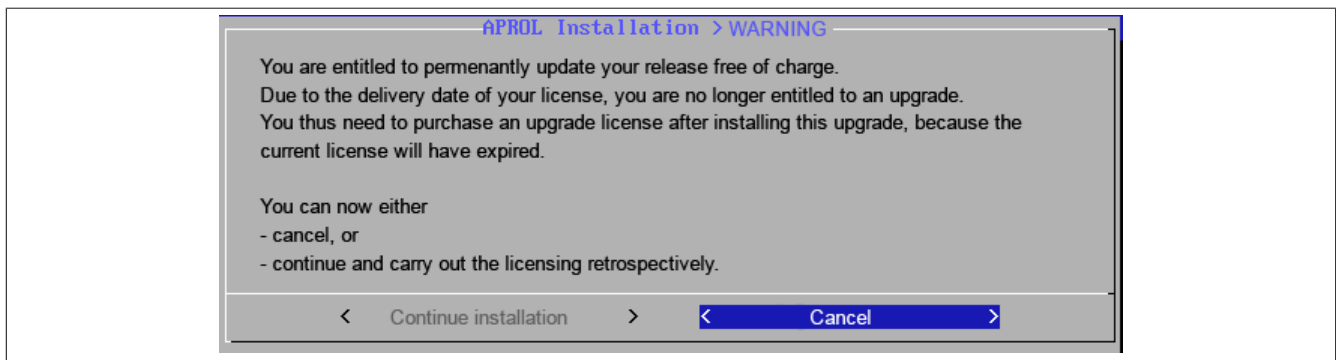 APROL Installation > WARNING
You are entitled to permenantly update your release free of charge.
Due to the delivery date of your license, you are no longer entitled to an upgrade.
You thus need to purchase an upgrade license after installing this upgrade, because the
current license will have expired.
You can now either
- cancel, or
- continue and carry out the licensing retrospectively.
< Continue installation > < Cancel >